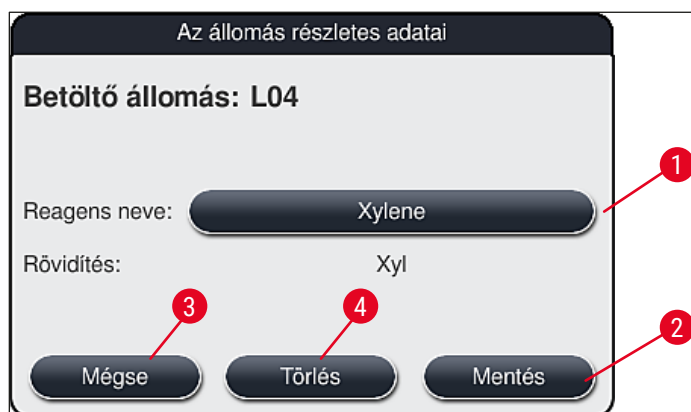 Az állomás részletes adatai
Betöltő állomás: L04
1
Reagens neve: Xylene
Rövidítés: Xyl
3
4
2
Mégse Törlés Mentés